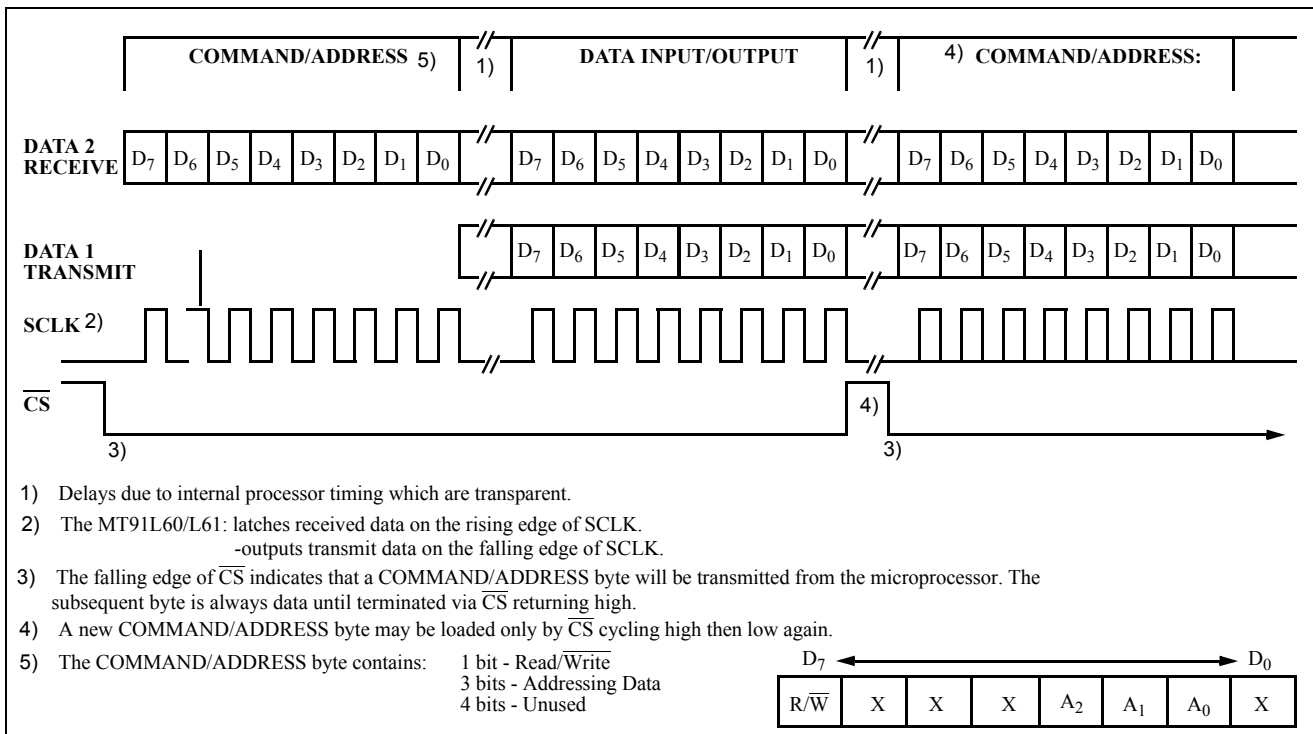 COMMAND/ADDRESS 5) 1) DATA INPUT/OUTPUT 1) 4) COMMAND/ADDRESS:
DATA 2
RECEIVE
D7 D6 D5 D4 D3 D2 D1 D0 D7 D6 D5 D4 D3 D2 D1 D0 D7 D6 D5 D4 D3 D2 D1 D0
DATA 1
TRANSMIT
D7 D6 D5 D4 D3 D2 D1 D0 D7 D6 D5 D4 D3 D2 D1 D0
SCLK 2)
C̅S̅ 4)
3) 3)
1) Delays due to internal processor timing which are transparent.
2) The MT91L60/L61: latches received data on the rising edge of SCLK.
-outputs transmit data on the falling edge of SCLK.
3) The falling edge of C̅S̅ indicates that a COMMAND/ADDRESS byte will be transmitted from the microprocessor. The
subsequent byte is always data until terminated via C̅S̅ returning high.
4) A new COMMAND/ADDRESS byte may be loaded only by C̅S̅ cycling high then low again.
5) The COMMAND/ADDRESS byte contains: 1 bit - Read/W̅r̅i̅t̅e̅
3 bits - Addressing Data
4 bits - Unused
D7 D0
R/W̅ X X X A2 A1 A0 X